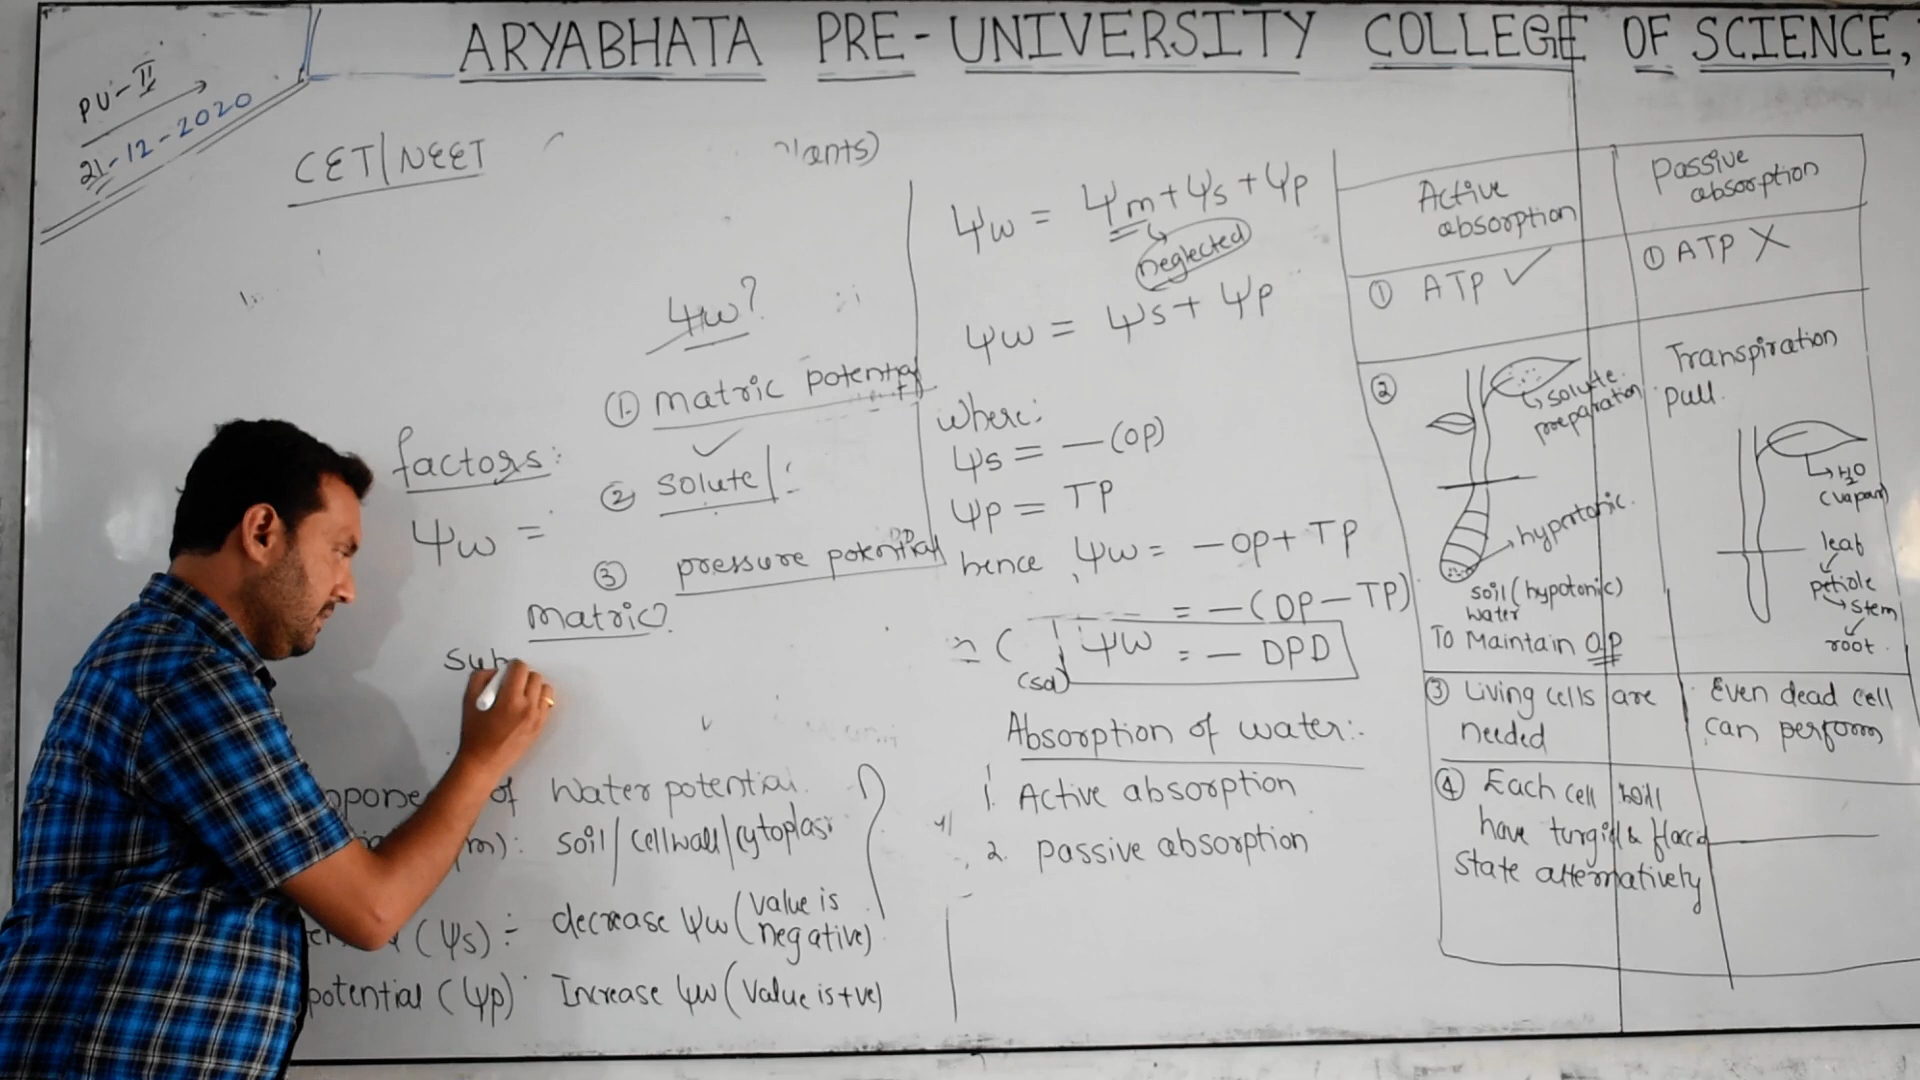 ARYABHATA PRE-UNIVERSITY COLLEGE OF SCIENCE,
PU-II
21-12-2020
CET/NEET
lants)
ψw?
① matric potential
② solute
③ pressure potential
factors:
ψw =
matric?
sub
of Water potential.
(m): soil/cellwall/cytoplas
(ψs) :- decrease ψw (value is negative)
potential (ψp): Increase ψw (value is +ve)
ψw = ψm + ψs + ψp
neglected
ψw = ψs + ψp
where:
ψs = -(OP)
ψp = TP
hence, ψw = -OP + TP
= -(OP - TP)
ψw = - DPD
Absorption of water:-
1. Active absorption
2. passive absorption
Active absorption
① ATP ✓
②
solute preparation
hypertonic.
soil (hypotonic)
water
To Maintain OP
③ Living cells are
needed
④ Each cell will
have turgid & flaccid
state alternatively
Passive absorption
① ATP X
Transpiration
pull.
H2O
(vapar)
leaf
petiole
stem
root.
Even dead cell
can perform